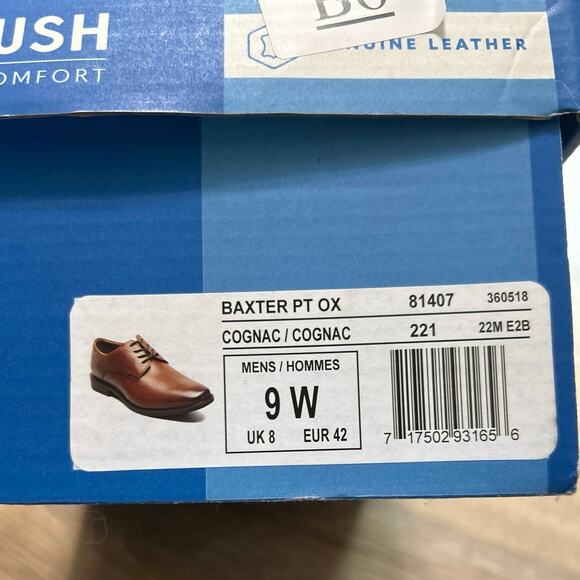 USH
OMFORT
B0
NUINE LEATHER
BAXTER PT OX 81407 360518
COGNAC / COGNAC 221 22M E2B
MENS / HOMMES
9 W
UK 8 EUR 42
7 17502 93165 6